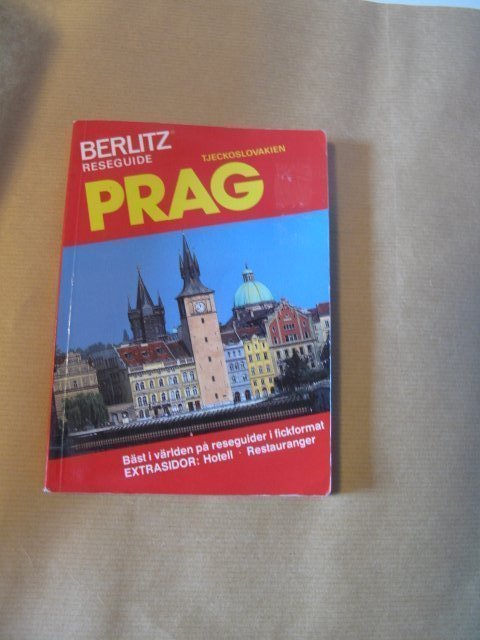 BERLITZ®
RESEGUIDE
TJECKOSLOVAKIEN
PRAG
Bäst i världen på reseguider i fickformat
EXTRASIDOR: Hotell · Restauranger